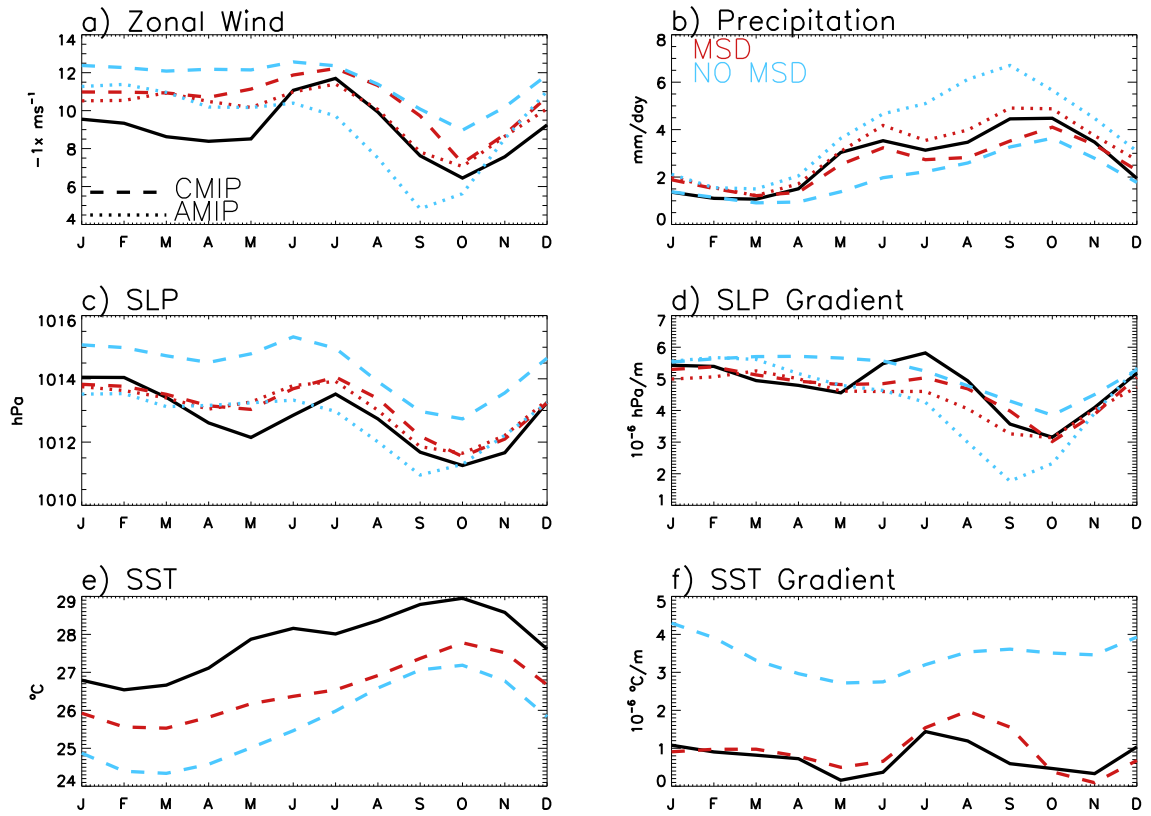 a) Zonal Wind
14
12
10
8
6
4
−1x ms⁻¹
CMIP
AMIP
J F M A M J J A S O N D
b) Precipitation
8
6
4
2
0
mm/day
MSD
NO MSD
J F M A M J J A S O N D
c) SLP
1016
1014
1012
1010
hPa
J F M A M J J A S O N D
d) SLP Gradient
7
6
5
4
3
2
1
10⁻⁶ hPa/m
J F M A M J J A S O N D
e) SST
29
28
27
26
25
24
°C
J F M A M J J A S O N D
f) SST Gradient
5
4
3
2
1
0
10⁻⁶ °C/m
J F M A M J J A S O N D